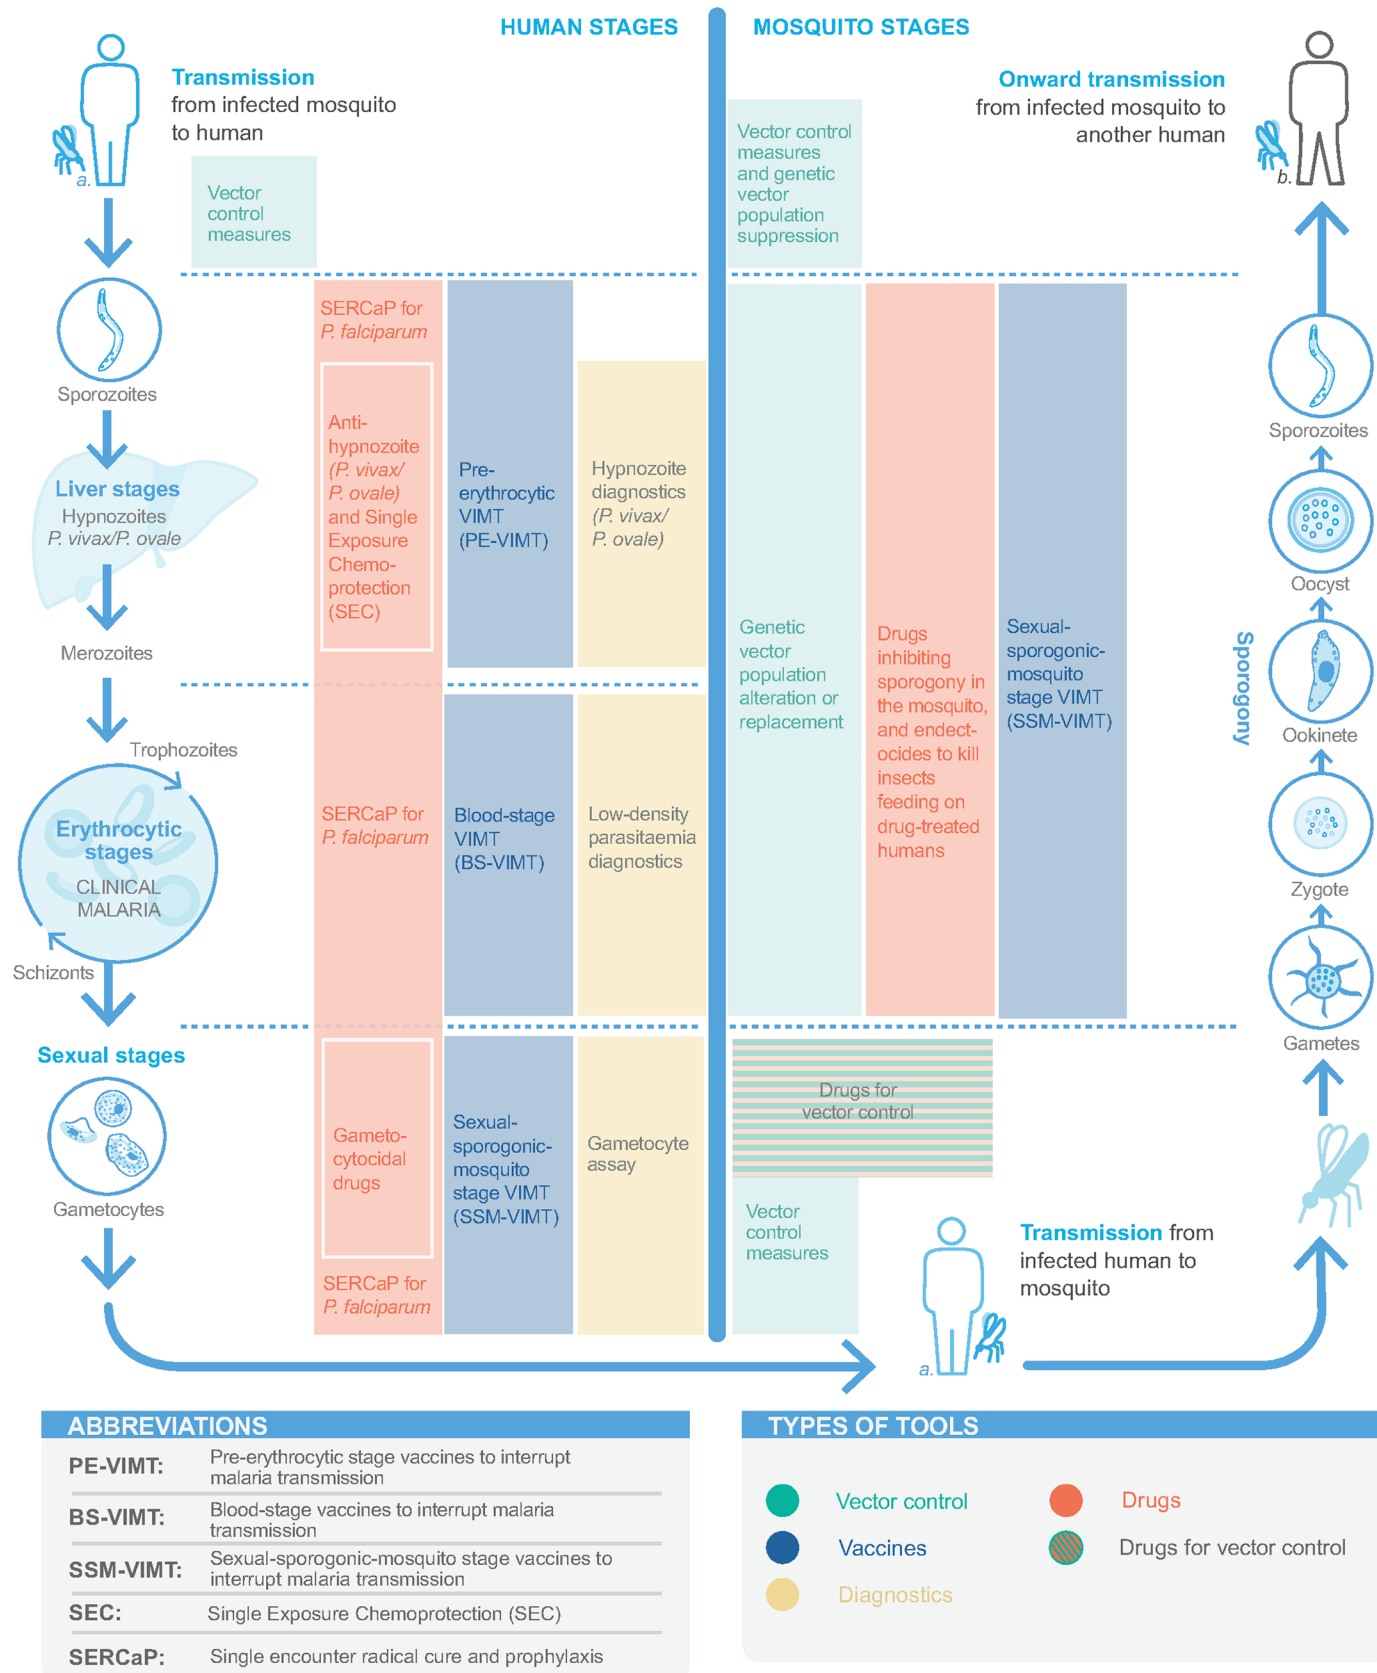 HUMAN STAGES
MOSQUITO STAGES
Transmission
from infected mosquito
to human
a.
Vector
control
measures
Vector control
measures
and genetic
vector
population
suppression
Onward transmission
from infected mosquito to
another human
b.
Sporozoites
Liver stages
Hypnozoites
P. vivax/P. ovale
Merozoites
Trophozoites
Erythrocytic
stages
CLINICAL
MALARIA
Schizonts
Sexual stages
Gametocytes
SERCaP for
P. falciparum
Anti-
hypnozoite
(P. vivax/
P. ovale)
and Single
Exposure
Chemo-
protection
(SEC)
Pre-
erythrocytic
VIMT
(PE-VIMT)
Hypnozoite
diagnostics
(P. vivax/
P. ovale)
SERCaP for
P. falciparum
Blood-stage
VIMT
(BS-VIMT)
Low-density
parasitaemia
diagnostics
Gameto-
cytocidal
drugs
SERCaP for
P. falciparum
Sexual-
sporogonic-
mosquito
stage VIMT
(SSM-VIMT)
Gametocyte
assay
Genetic
vector
population
alteration or
replacement
Drugs
inhibiting
sporogony in
the mosquito,
and endect-
ocides to kill
insects
feeding on
drug-treated
humans
Sexual-
sporogonic-
mosquito
stage VIMT
(SSM-VIMT)
Drugs for
vector control
Vector
control
measures
a.
Transmission from
infected human to
mosquito
Sporozoites
Oocyst
Sporogony
Ookinete
Zygote
Gametes
ABBREVIATIONS
PE-VIMT: Pre-erythrocytic stage vaccines to interrupt
malaria transmission
BS-VIMT: Blood-stage vaccines to interrupt malaria
transmission
SSM-VIMT: Sexual-sporogonic-mosquito stage vaccines to
interrupt malaria transmission
SEC: Single Exposure Chemoprotection (SEC)
SERCaP: Single encounter radical cure and prophylaxis
TYPES OF TOOLS
Vector control
Drugs
Vaccines
Drugs for vector control
Diagnostics